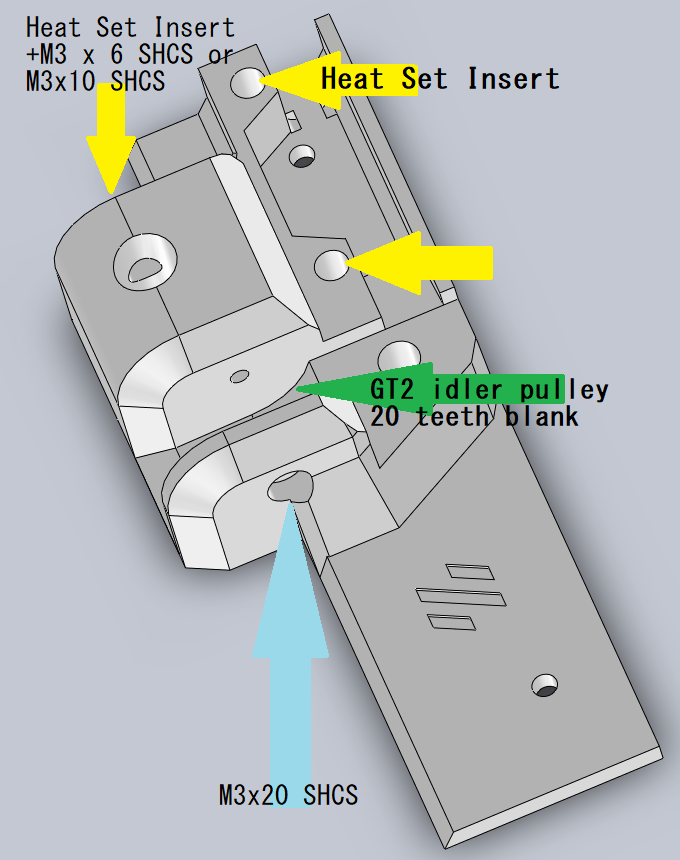 Heat Set Insert
+M3 x 6 SHCS or
M3x10 SHCS
Heat Set Insert
GT2 idler pulley
20 teeth blank
M3x20 SHCS